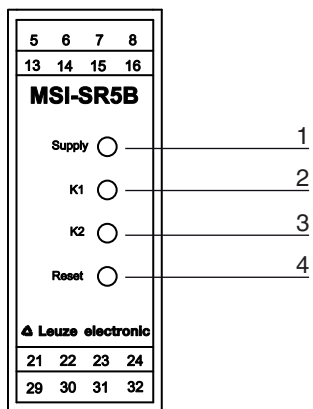 5 6 7 8
13 14 15 16
MSI-SR5B
Supply 1
K1 2
K2 3
Reset 4
Leuze electronic
21 22 23 24
29 30 31 32